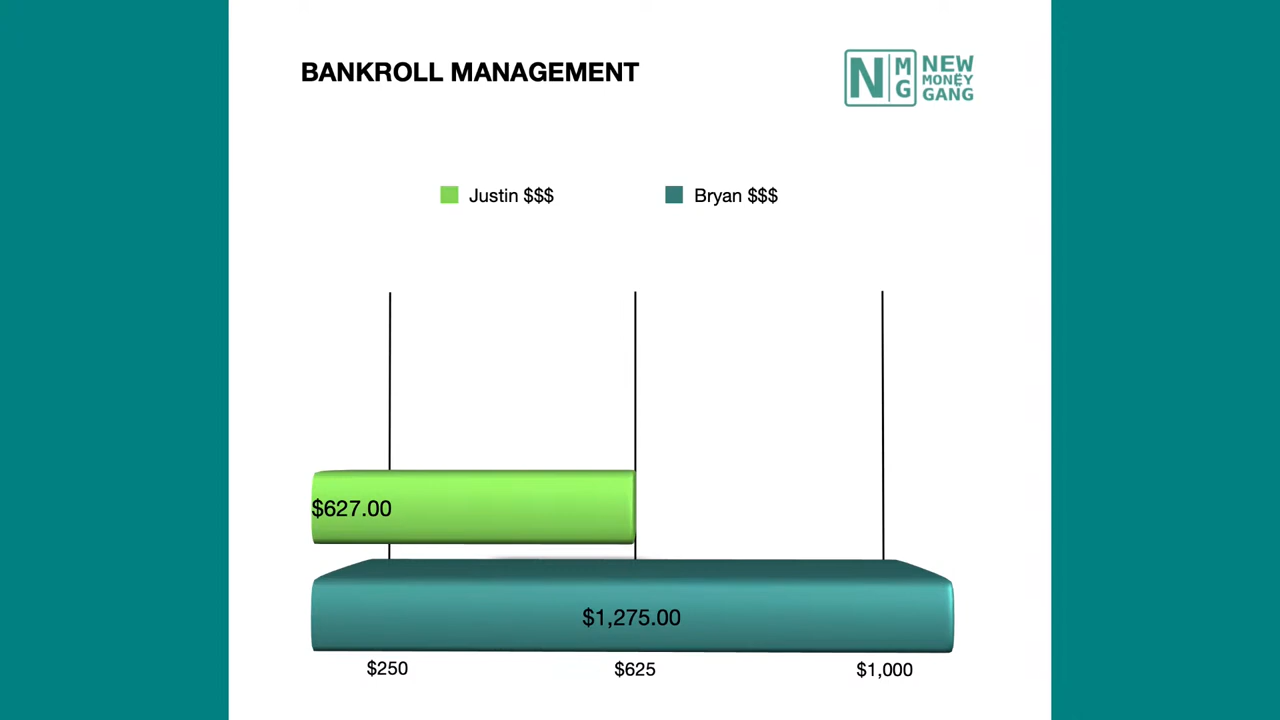 BANKROLL MANAGEMENT
N M G NEW MONEY GANG
Justin $$$ Bryan $$$
$627.00
$1,275.00
$250 $625 $1,000